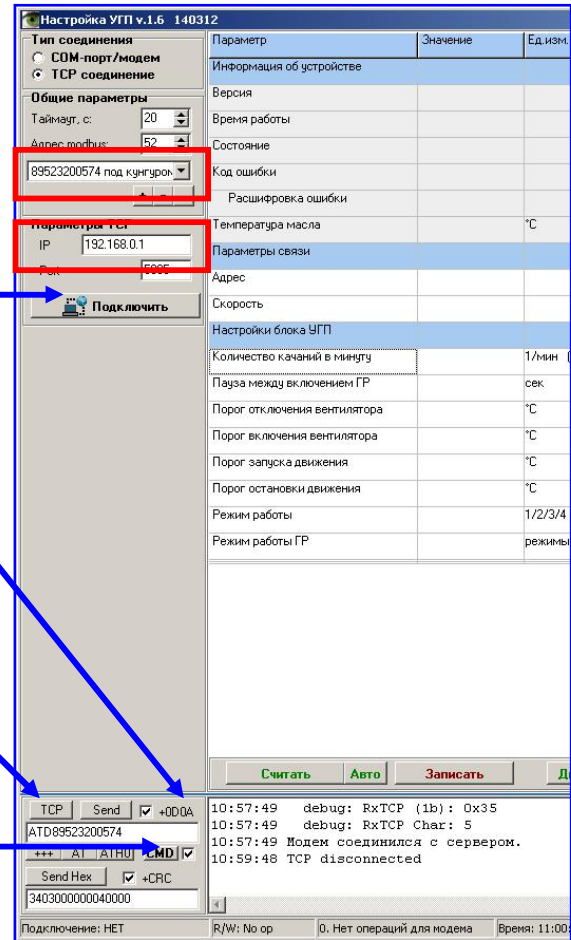 Настройка УГП v.1.6 140312
Тип соединения
COM-порт/модем
TCP соединение
Общие параметры
Таймаут, с: 20
Адрес modbus: 52
89523200574 под кунгуром
Параметры TCP
IP 192.168.0.1
Port
Подключить
Параметр Значение Ед.изм.
Информация об устройстве
Версия
Время работы
Состояние
Код ошибки
Расшифровка ошибки
Температура масла °C
Параметры связи
Адрес
Скорость
Настройки блока УГП
Количество качаний в минуту 1/мин (
Пауза между включением ГР сек
Порог отключения вентилятора °C
Порог включения вентилятора °C
Порог запуска движения °C
Порог остановки движения °C
Режим работы 1/2/3/4
Режим работы ГР режимы
Считать Авто Записать
TCP Send +0D0A
ATD89523200574
+++ AT ATH0 CMD
Send Hex +CRC
3403000000040000
10:57:49 debug: RxTCP (1b): 0x35
10:57:49 debug: RxTCP Char: 5
10:57:49 Модем соединился с сервером.
10:59:48 TCP disconnected
Подключение: НЕТ R/W: No op 0. Нет операций для модема Время: 11:00: